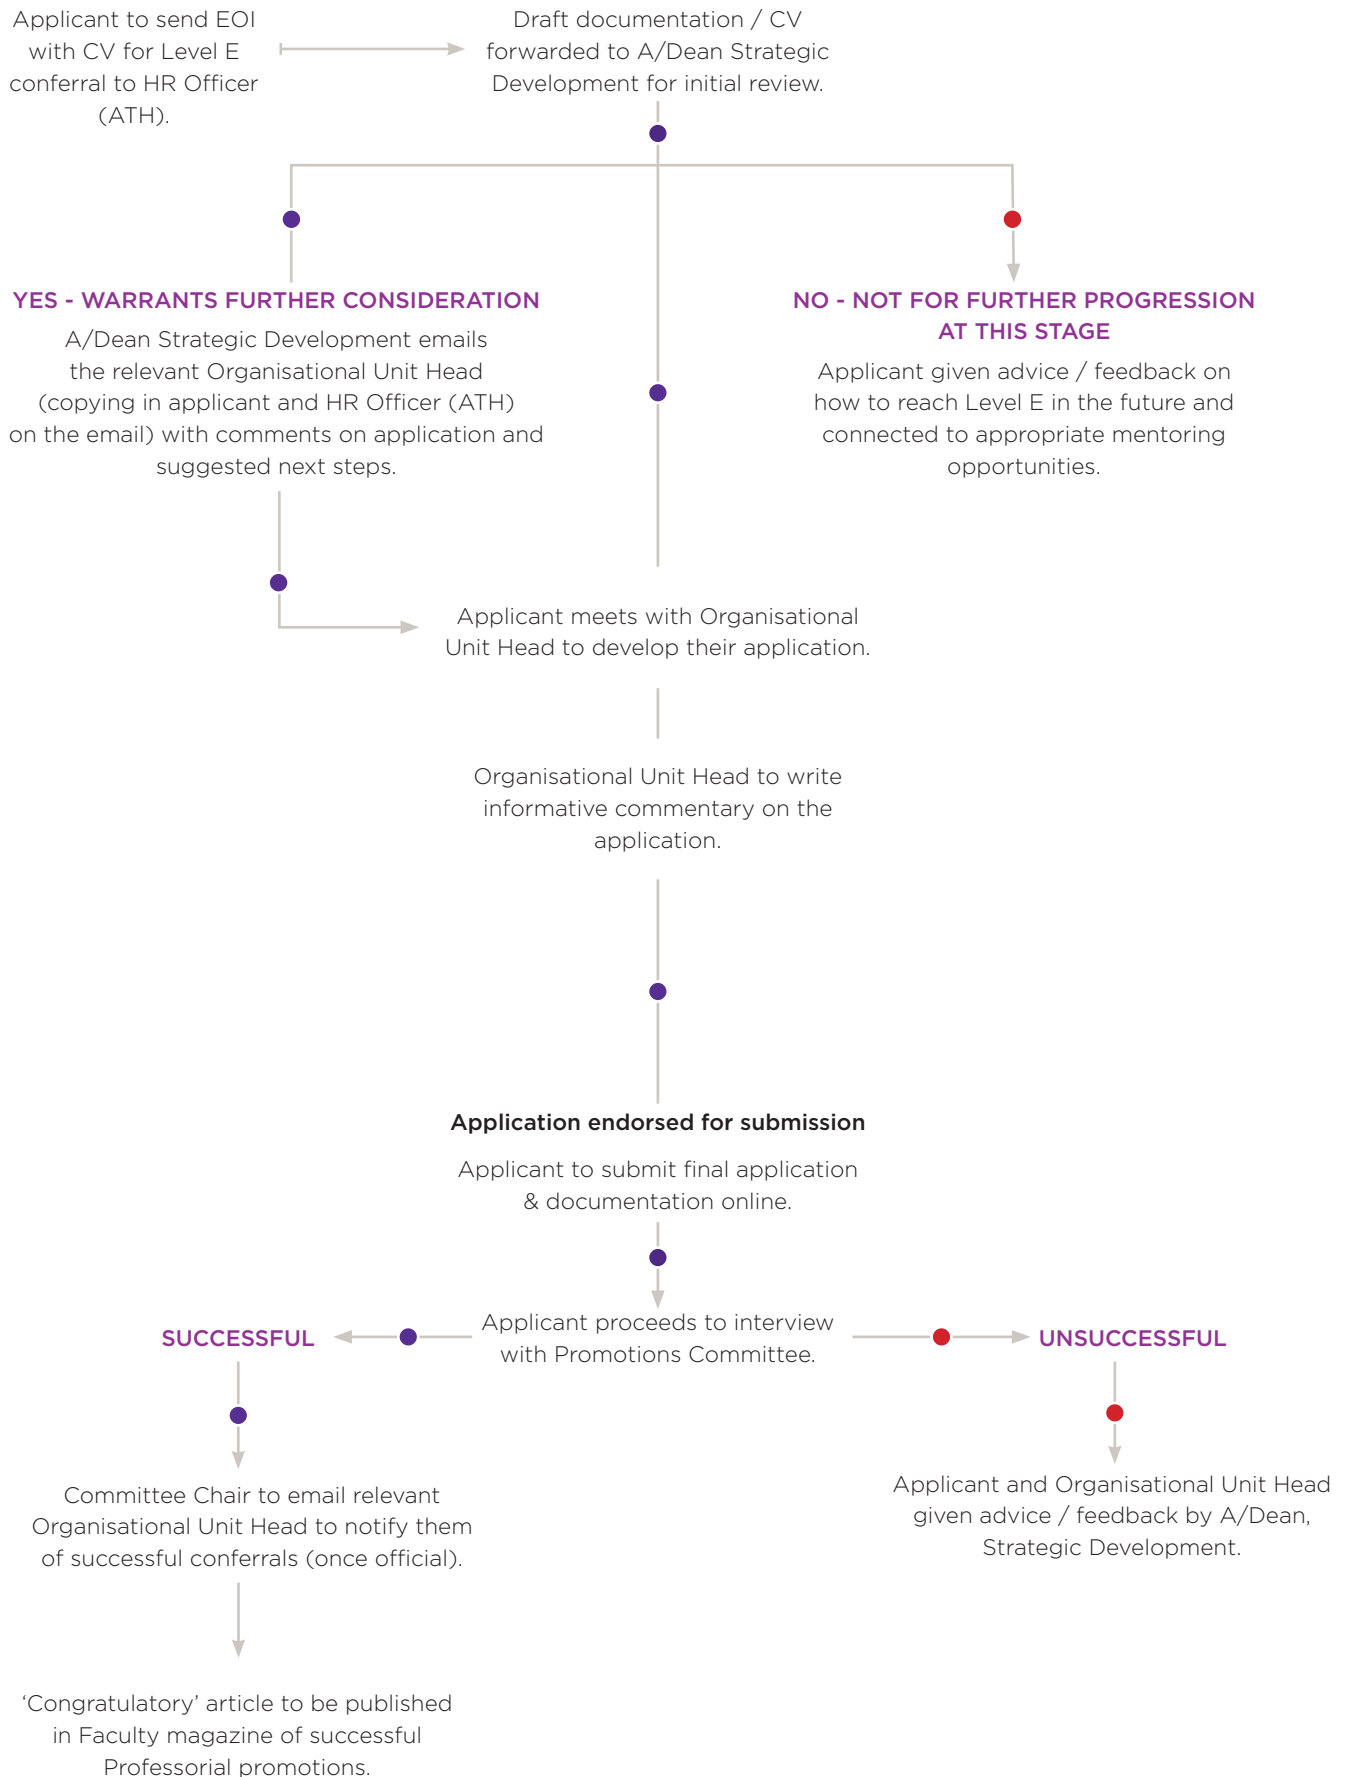 Applicant to send EOI
with CV for Level E
conferral to HR Officer
(ATH).
Draft documentation / CV
forwarded to A/Dean Strategic
Development for initial review.
YES - WARRANTS FURTHER CONSIDERATION
A/Dean Strategic Development emails
the relevant Organisational Unit Head
(copying in applicant and HR Officer (ATH)
on the email) with comments on application and
suggested next steps.
NO - NOT FOR FURTHER PROGRESSION
AT THIS STAGE
Applicant given advice / feedback on
how to reach Level E in the future and
connected to appropriate mentoring
opportunities.
Applicant meets with Organisational
Unit Head to develop their application.
Organisational Unit Head to write
informative commentary on the
application.
Application endorsed for submission
Applicant to submit final application
& documentation online.
Applicant proceeds to interview
with Promotions Committee.
SUCCESSFUL
UNSUCCESSFUL
Committee Chair to email relevant
Organisational Unit Head to notify them
of successful conferrals (once official).
Applicant and Organisational Unit Head
given advice / feedback by A/Dean,
Strategic Development.
‘Congratulatory’ article to be published
in Faculty magazine of successful
Professorial promotions.